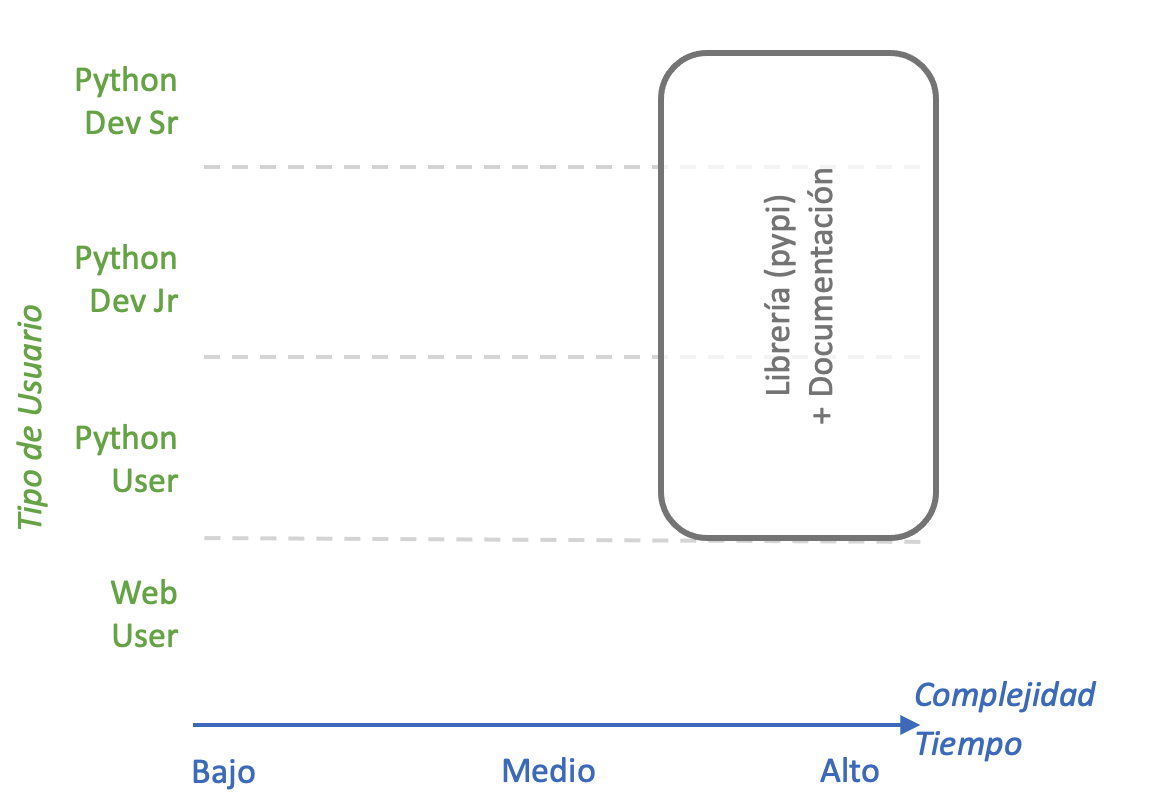 Python
Dev Sr
Python
Dev Jr
Python
User
Web
User
Tipo de Usuario
Librería (pypi)
+ Documentación
Complejidad
Tiempo
Bajo
Medio
Alto